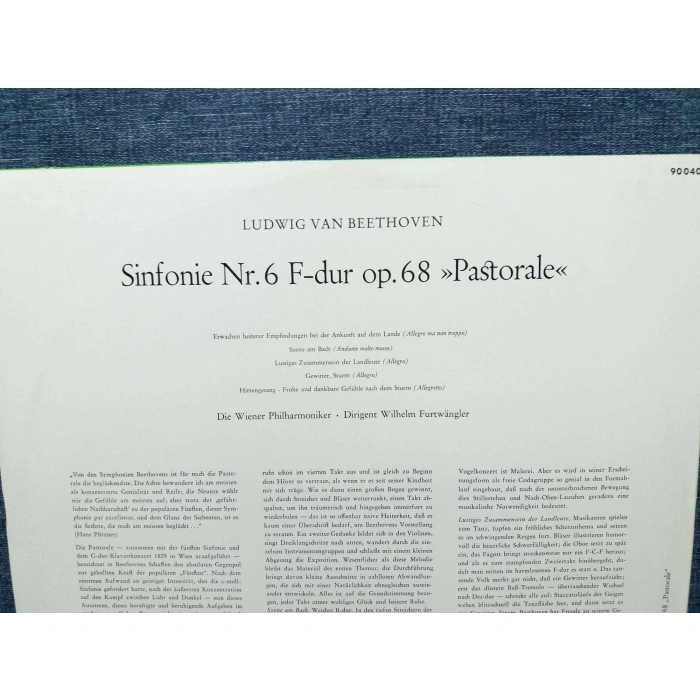 90040
LUDWIG VAN BEETHOVEN
Sinfonie Nr. 6 F-dur op. 68 »Pastorale«
Erwachen heiterer Empfindungen bei der Ankunft auf dem Lande (Allegro ma non troppo)
Szene am Bach (Andante molto mosso)
Lustiges Zusammensein der Landleute (Allegro)
Gewitter, Sturm (Allegro)
Hirtengesang - Frohe und dankbare Gefühle nach dem Sturm (Allegretto)
Die Wiener Philharmoniker · Dirigent Wilhelm Furtwängler
„Von den Symphonien Beethovens ist für mich die Pasto-
rale die beglückendste. Die Achte bewundere ich am meisten
als konzentrierte Genialität und Reife; die Neunte wühlt
mir die Gefühle am meisten auf; aber trotz der ‚gefähr-
lichen Nachbarschaft' zu der populären Fünften, dieser Sym-
phonie par excellence, und dem Glanz der Siebenten, ist es
die Sechste, die mich am meisten beglückt ..."
(Hans Pfitzner)
Die Pastorale — zusammen mit der Fünften Sinfonie und
dem G-dur-Klavierkonzert 1809 in Wien uraufgeführt —
bezeichnet in Beethovens Schaffen den absoluten Gegenpol
zur geballten Kraft der populären „Fünften". Nach dem
enormen Aufwand an geistiger Intensität, den die c-moll-
Sinfonie gefordert hatte, nach der äußersten Konzentration
auf den Kampf zwischen Licht und Dunkel — nun dieses
Ausatmen, dieses beruhigte und beruhigende Aufgehen im
ruht schon im vierten Takt aus und ist gleich zu Beginn
dem Hörer so vertraut, als wenn er es seit seiner Kindheit
mit sich trüge. Wie es dann einen großen Bogen gewinnt,
sich durch Streicher und Bläser weiterrankt, einen Takt ab-
spaltet, um ihn träumerisch und hingegeben immerfort zu
wiederholen — das ist so offenbar naive Heiterkeit, daß es
kaum einer Überschrift bedarf, um Beethovens Vorstellung
zu erraten. Ein zweiter Gedanke bildet sich in den Violinen,
singt Dreiklangschritte nach unten, wandert durch die ein-
zelnen Instrumentengruppen und schließt mit einem kleinen
Abgesang die Exposition. Wesentlicher als diese Melodie
bleibt das Material des ersten Themas; die Durchführung
bringt davon kleine Ausschnitte in zahllosen Abwandlun-
gen, die sich mit einer Natürlichkeit ohnegleichen ausein-
ander entwickeln. Alles ist auf die Grundstimmung bezo-
gen, jeder Takt atmet wohliges Glück und heitere Ruhe.
Szene am Bach. Weiches B-dur. In den tiefen Streichern der
Vogelkonzert ist Malerei. Aber es wird in seiner Erschei-
nungsform als freie Codagruppe so genial in den Formab-
lauf eingebaut, daß nach der ununterbrochenen Bewegung
dies Stillestehen und Nach-Oben-Lauschen geradezu eine
musikalische Notwendigkeit bedeutet.
Lustiges Zusammensein der Landleute. Musikanten spielen
zum Tanz, tupfen ein fröhliches Scherzothema und setzen
es im schwingenden Reigen fort. Bläser illustrieren humor-
voll die bäuerliche Schwerfälligkeit; die Oboe setzt zu spät
ein, das Fagott bringt streckenweise nur ein F-C-F heraus;
und als es zum stampfenden Zweiertakt hinübergeht, du-
delt man mitten im harmlosesten F-dur es statt e. Das tan-
zende Volk merkt gar nicht, daß ein Gewitter heraufzieht;
erst das düstere Baß-Tremolo — überraschender Wechsel
nach Des-dur — schreckt alle auf: Staccatoläufe der Geigen
wehen blitzschnell die Tanzfläche leer, und dann setzt es
68 „Pastorale"